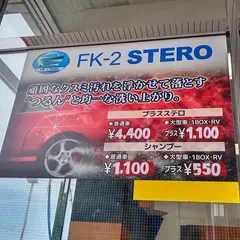 FK-2 STERO
頑固なクスミ汚れを浮かせて落とす
"つるん"と均一な洗い上がり。
プラスステロ
◆普通車 ◆大型車・1BOX・RV
¥4,400 プラス¥1,100
シャンプー
◆普通車 ◆大型車・1BOX・RV
¥1,100 プラス¥550